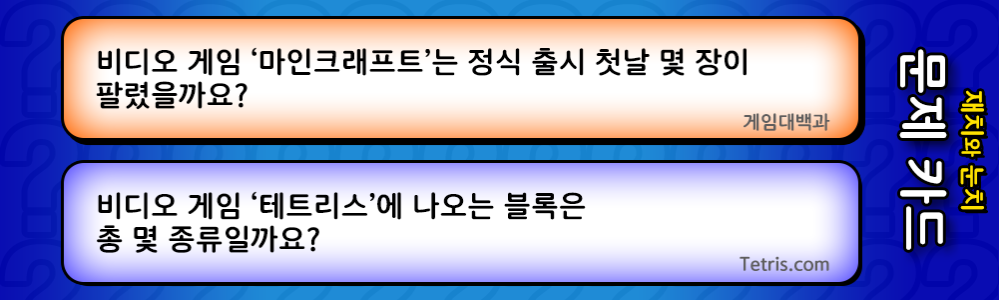 비디오 게임 ‘마인크래프트’는 정식 출시 첫날 몇 장이
팔렸을까요?
게임대백과
비디오 게임 ‘테트리스’에 나오는 블록은
총 몇 종류일까요?
Tetris.com
재치와 눈치
문제 카드